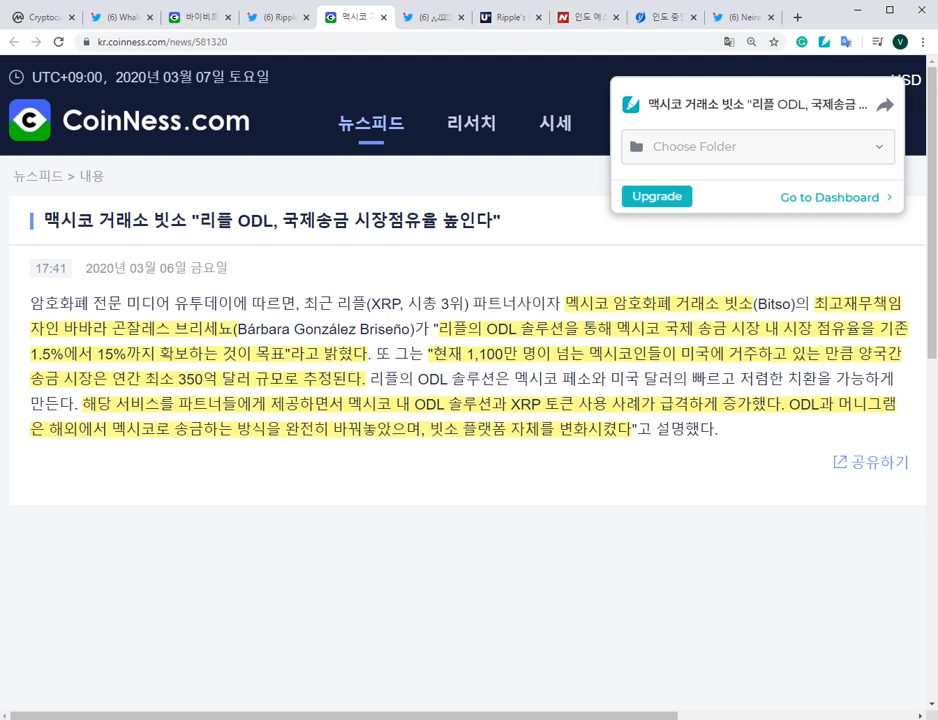 Cryptocu
(6) Whal
바이비트
(6) Ripple
맥시코 거
(6)
Ripple's
인도 에스
인도 중앙
(6) Neira
kr.coinness.com/news/581320
UTC+09:00, 2020년 03월 07일 토요일
SD
CoinNess.com
뉴스피드 리서치 시세
맥시코 거래소 빗소 "리플 ODL, 국제송금 ...
Choose Folder
Upgrade Go to Dashboard
뉴스피드 > 내용
맥시코 거래소 빗소 "리플 ODL, 국제송금 시장점유율 높인다"
17:41 2020년 03월 06일 금요일
암호화폐 전문 미디어 유투데이에 따르면, 최근 리플(XRP, 시총 3위) 파트너사이자 멕시코 암호화폐 거래소 빗소(Bitso)의 최고재무책임
자인 바바라 곤잘레스 브리세뇨(Bárbara González Briseño)가 "리플의 ODL 솔루션을 통해 멕시코 국제 송금 시장 내 시장 점유율을 기존
1.5%에서 15%까지 확보하는 것이 목표"라고 밝혔다. 또 그는 "현재 1,100만 명이 넘는 멕시코인들이 미국에 거주하고 있는 만큼 양국간
송금 시장은 연간 최소 350억 달러 규모로 추정된다. 리플의 ODL 솔루션은 멕시코 페소와 미국 달러의 빠르고 저렴한 치환을 가능하게
만든다. 해당 서비스를 파트너들에게 제공하면서 멕시코 내 ODL 솔루션과 XRP 토큰 사용 사례가 급격하게 증가했다. ODL과 머니그램
은 해외에서 멕시코로 송금하는 방식을 완전히 바꿔놓았으며, 빗소 플랫폼 자체를 변화시켰다"고 설명했다.
공유하기